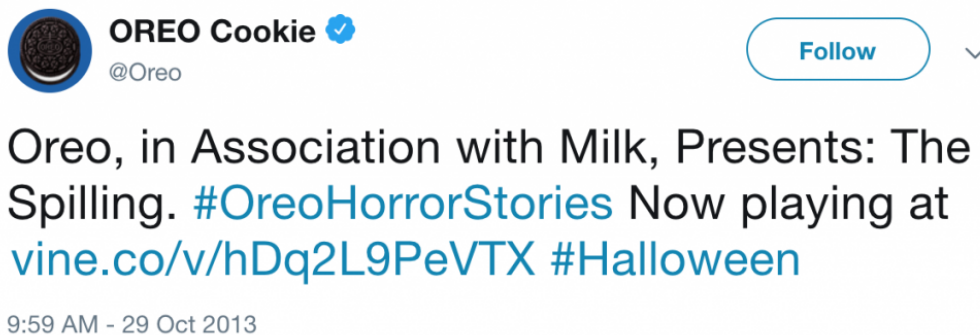 OREO Cookie
@Oreo
Follow
Oreo, in Association with Milk, Presents: The
Spilling. #OreoHorrorStories Now playing at
vine.co/v/hDq2L9PeVTX #Halloween
9:59 AM - 29 Oct 2013